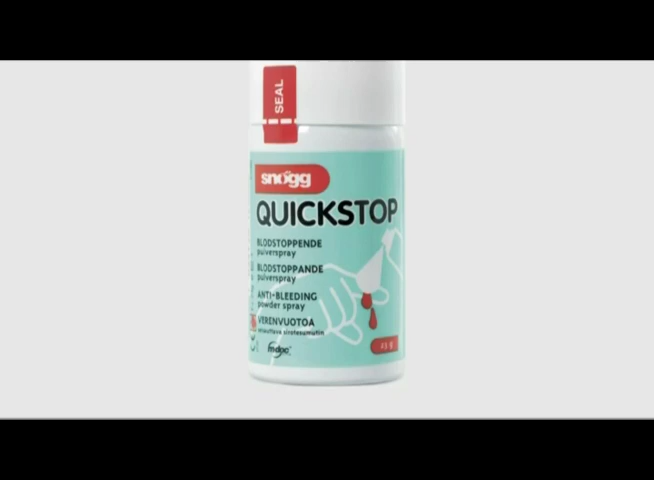 SEAL
snögg
QUICKSTOP
BLODSTOPPENDE
pulverspray
BLODSTOPPANDE
pulverspray
ANTI-BLEEDING
powder spray
VERENVUOTOA